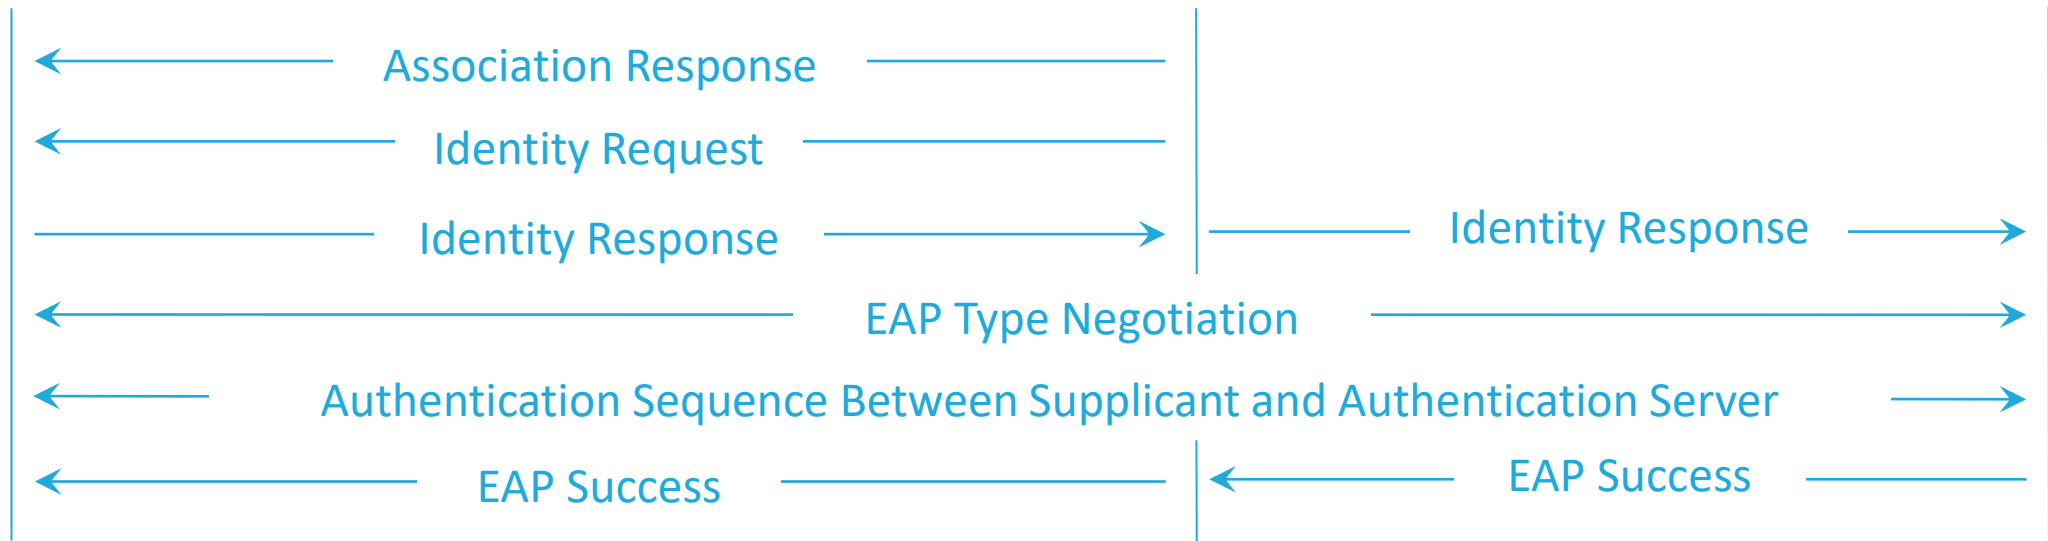 Association Response
Identity Request
Identity Response
Identity Response
EAP Type Negotiation
Authentication Sequence Between Supplicant and Authentication Server
EAP Success
EAP Success